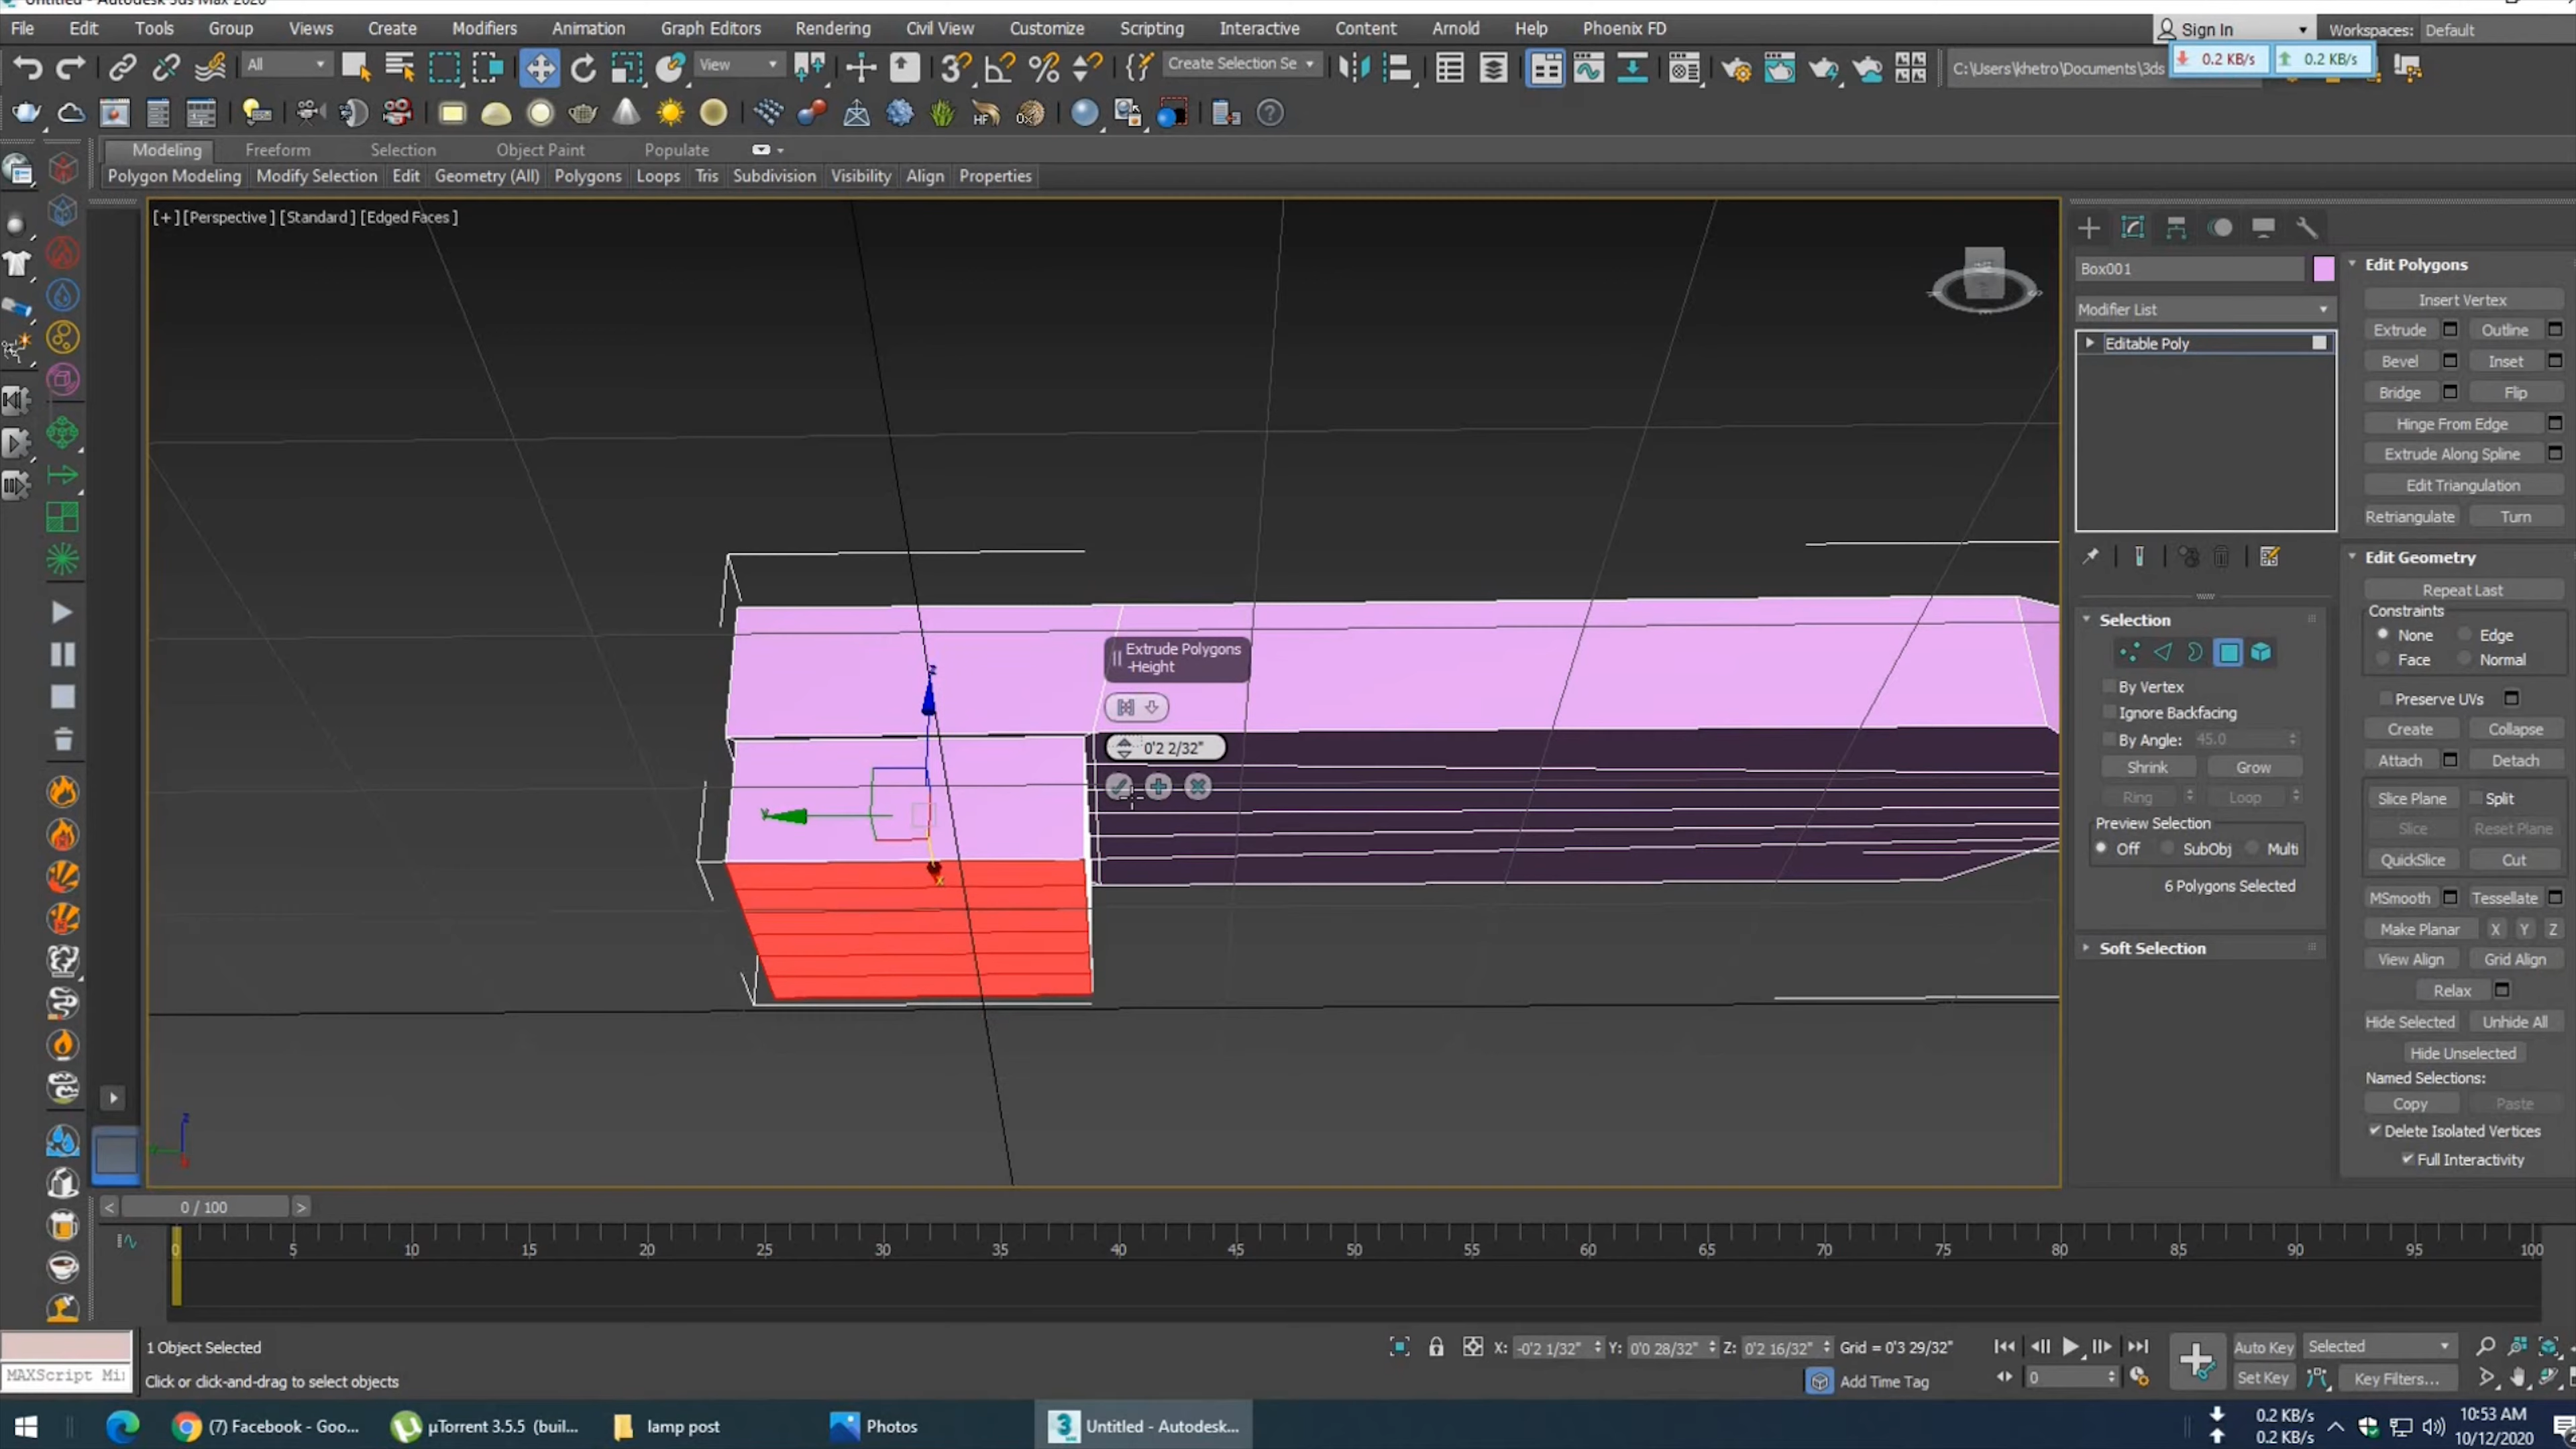 Untitled - Autodesk 3ds Max 2020
File Edit Tools Group Views Create Modifiers Animation Graph Editors Rendering Civil View Customize Scripting Interactive Content Arnold Help Phoenix FD Sign In Workspaces: Default
All View Create Selection Se C:\Users\khetro\Documents\3ds 0.2 KB/s 0.2 KB/s
Modeling Freeform Selection Object Paint Populate
Polygon Modeling Modify Selection Edit Geometry (All) Polygons Loops Tris Subdivision Visibility Align Properties
[+] [Perspective ] [Standard ] [Edged Faces ]
Extrude Polygons
-Height
0'2 2/32"
Box001
Modifier List
Editable Poly
Selection
By Vertex
Ignore Backfacing
By Angle: 45.0
Shrink Grow
Ring Loop
Preview Selection
Off SubObj Multi
6 Polygons Selected
Soft Selection
Edit Polygons
Insert Vertex
Extrude Outline
Bevel Inset
Bridge Flip
Hinge From Edge
Extrude Along Spline
Edit Triangulation
Retriangulate Turn
Edit Geometry
Repeat Last
Constraints
None Edge
Face Normal
Preserve UVs
Create Collapse
Attach Detach
Slice Plane Split
Slice Reset Plane
QuickSlice Cut
MSmooth Tessellate
Make Planar X Y Z
View Align Grid Align
Relax
Hide Selected Unhide All
Hide Unselected
Named Selections:
Copy Paste
Delete Isolated Vertices
Full Interactivity
0 / 100
0 5 10 15 20 25 30 35 40 45 50 55 60 65 70 75 80 85 90 95 100
1 Object Selected X: -0'2 1/32" Y: 0'0 28/32" Z: 0'2 16/32" Grid = 0'3 29/32" Auto Key Selected
MAXScript Mi Click or click-and-drag to select objects Add Time Tag 0 Set Key Key Filters...
(7) Facebook - Goo... µTorrent 3.5.5 (buil... lamp post Photos Untitled - Autodesk... 0.2 KB/s 0.2 KB/s 10:53 AM 10/12/2020